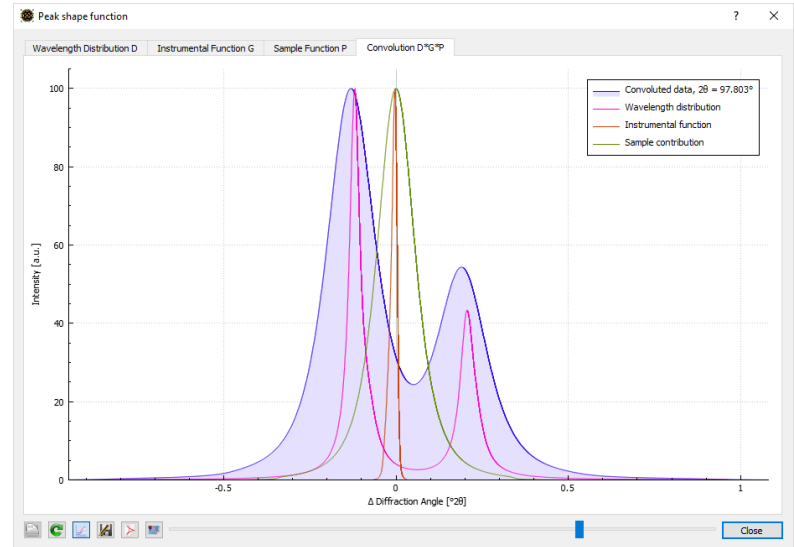 Peak shape function
? ×
Wavelength Distribution D Instrumental Function G Sample Function P Convolution D*G*P
Convoluted data, 2θ = 97.803°
Wavelength distribution
Instrumental function
Sample contribution
100
80
60
40
20
0
Intensity [a.u.]
-0.5 0 0.5 1
Δ Diffraction Angle [°2θ]
Close